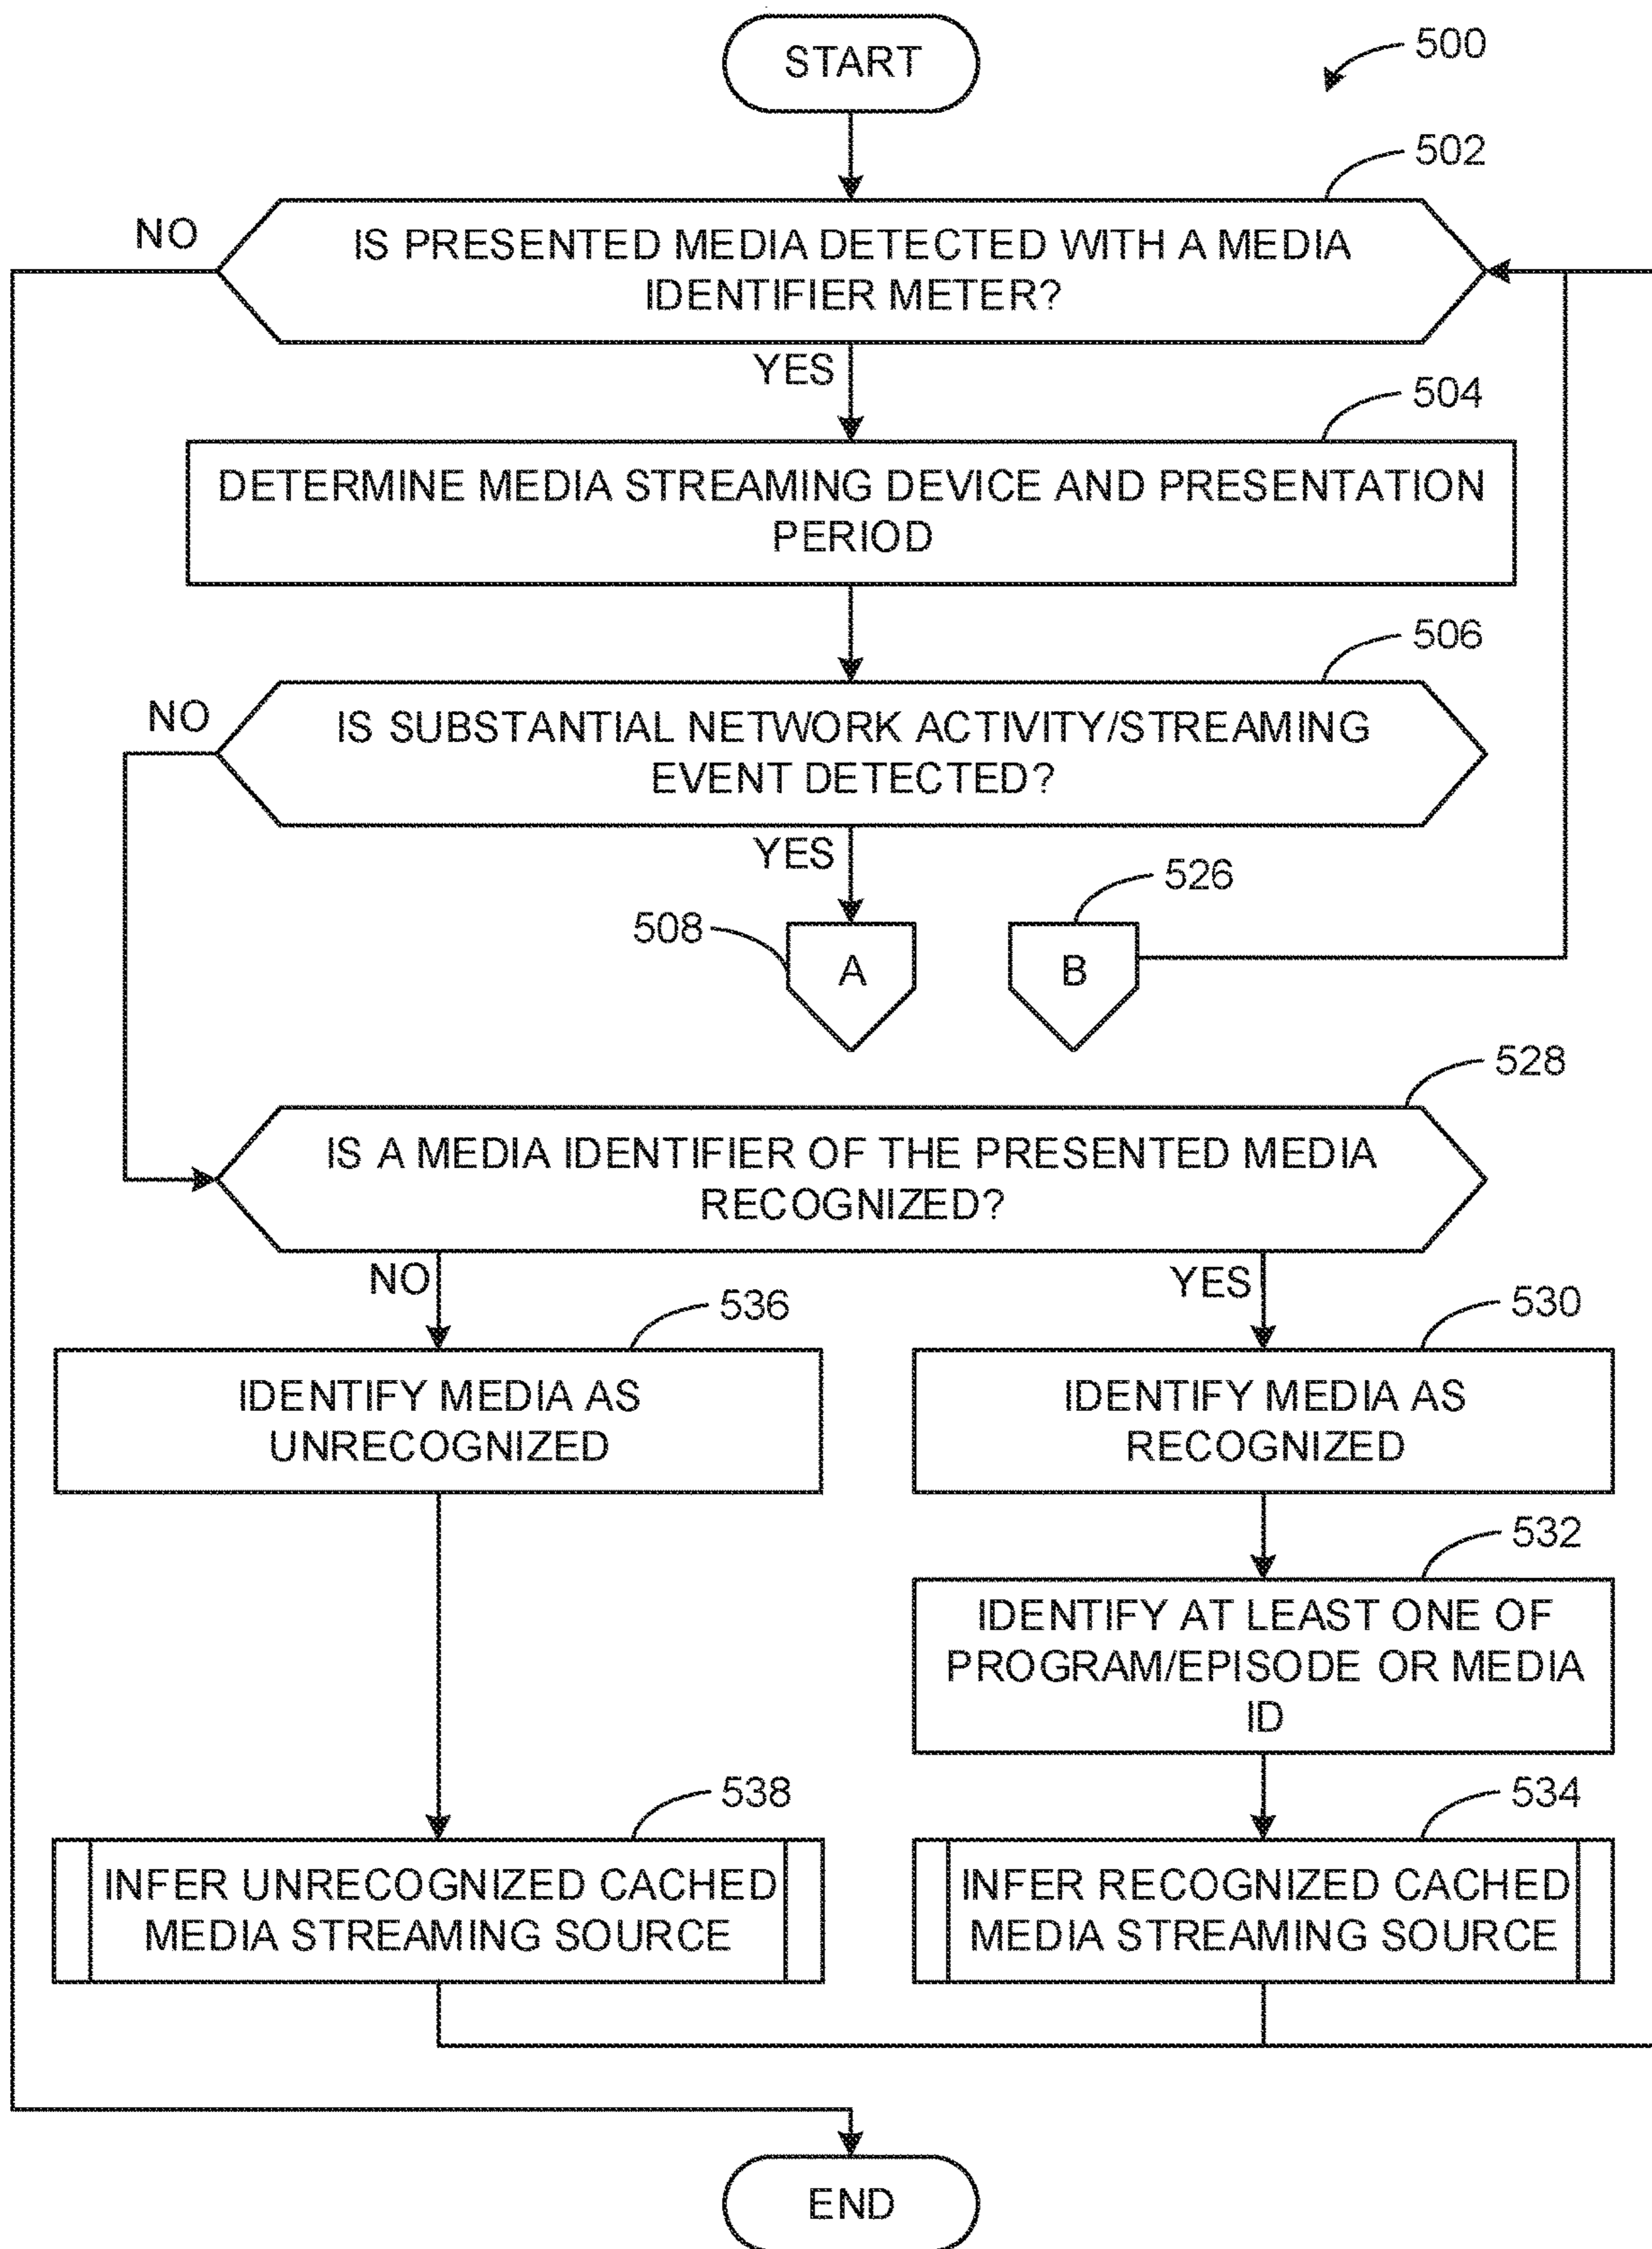 START
500
502
NO
IS PRESENTED MEDIA DETECTED WITH A MEDIA
IDENTIFIER METER?
YES
504
DETERMINE MEDIA STREAMING DEVICE AND PRESENTATION
PERIOD
506
NO
IS SUBSTANTIAL NETWORK ACTIVITY/STREAMING
EVENT DETECTED?
YES
526
508
A
B
528
IS A MEDIA IDENTIFIER OF THE PRESENTED MEDIA
RECOGNIZED?
NO
YES
536
530
IDENTIFY MEDIA AS
UNRECOGNIZED
IDENTIFY MEDIA AS
RECOGNIZED
532
IDENTIFY AT LEAST ONE OF
PROGRAM/EPISODE OR MEDIA
ID
538
534
INFER UNRECOGNIZED CACHED
MEDIA STREAMING SOURCE
INFER RECOGNIZED CACHED
MEDIA STREAMING SOURCE
END